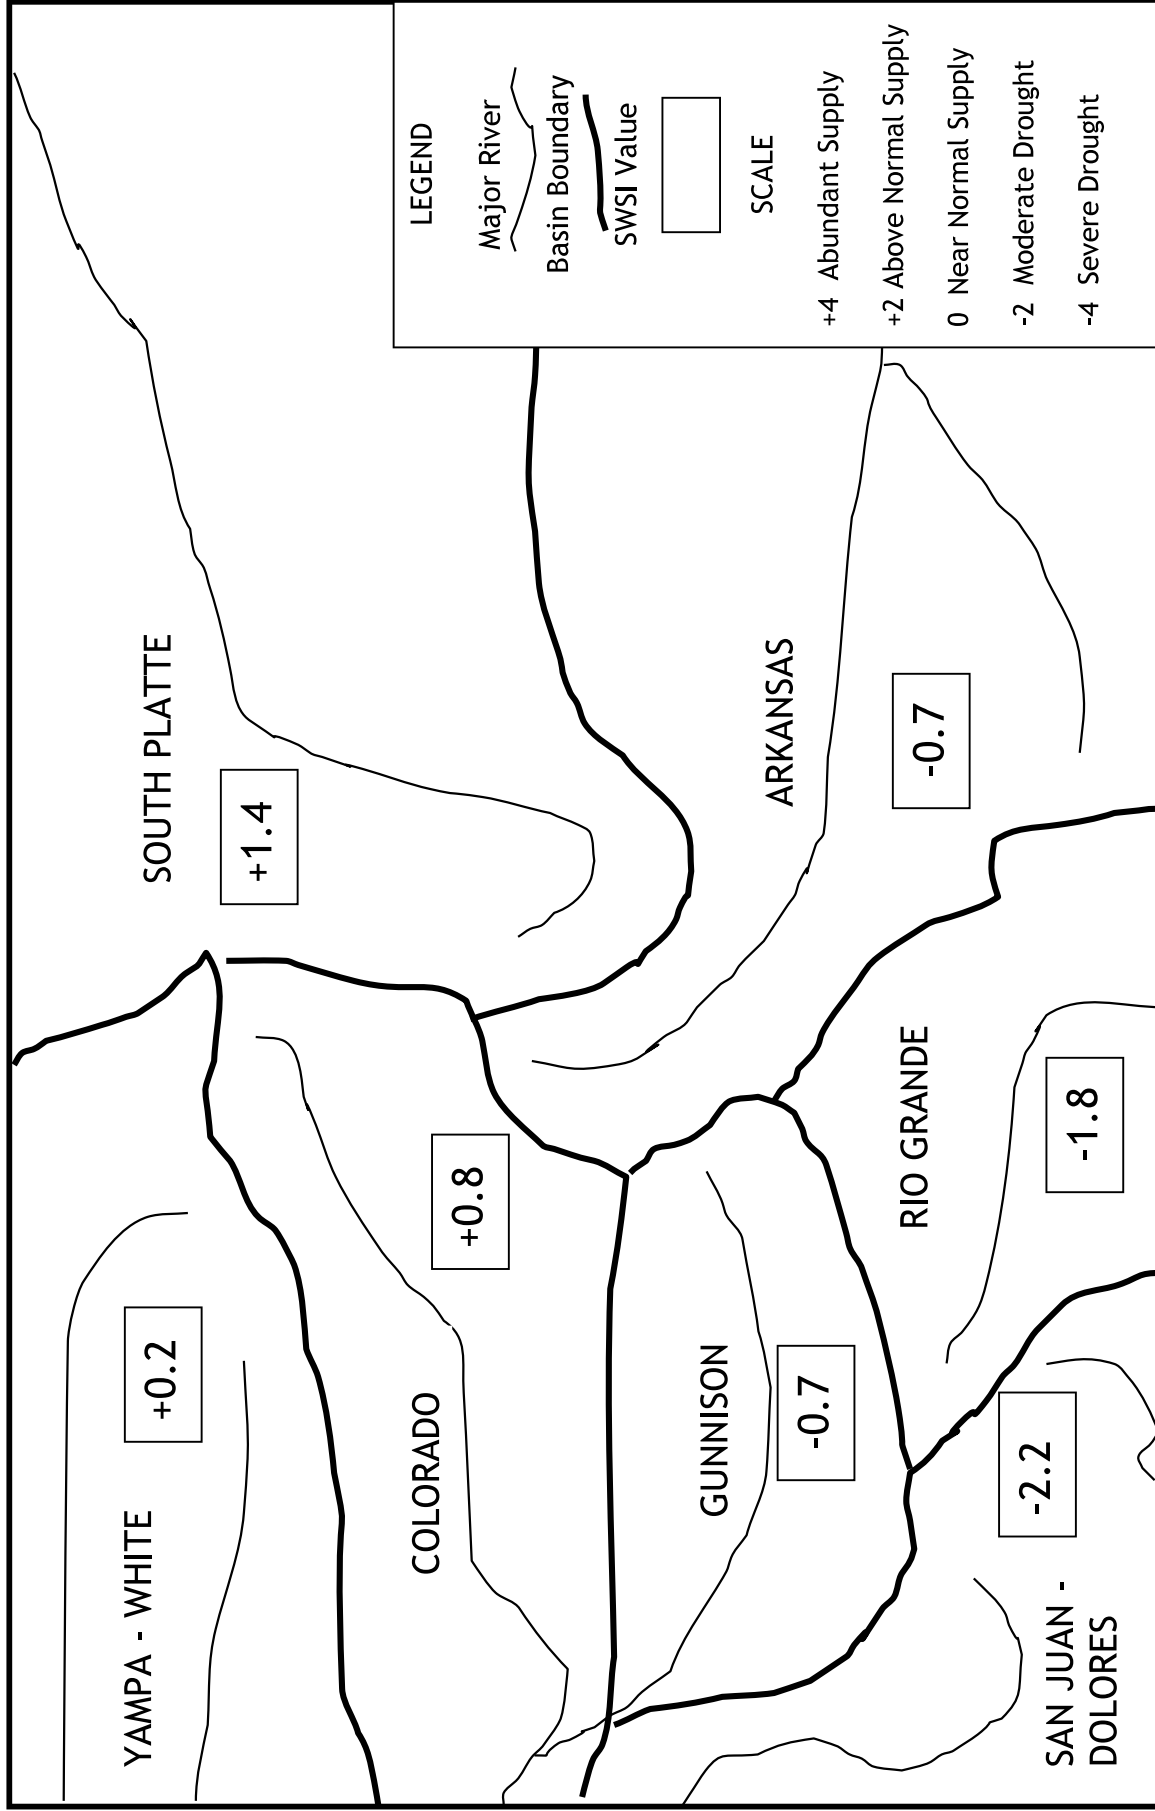 YAMPA - WHITE
+0.2
SOUTH PLATTE
+1.4
COLORADO
+0.8
GUNNISON
-0.7
ARKANSAS
-0.7
RIO GRANDE
-1.8
SAN JUAN -
DOLORES
-2.2
LEGEND
Major River
Basin Boundary
SWSI Value
SCALE
+4 Abundant Supply
+2 Above Normal Supply
0 Near Normal Supply
-2 Moderate Drought
-4 Severe Drought